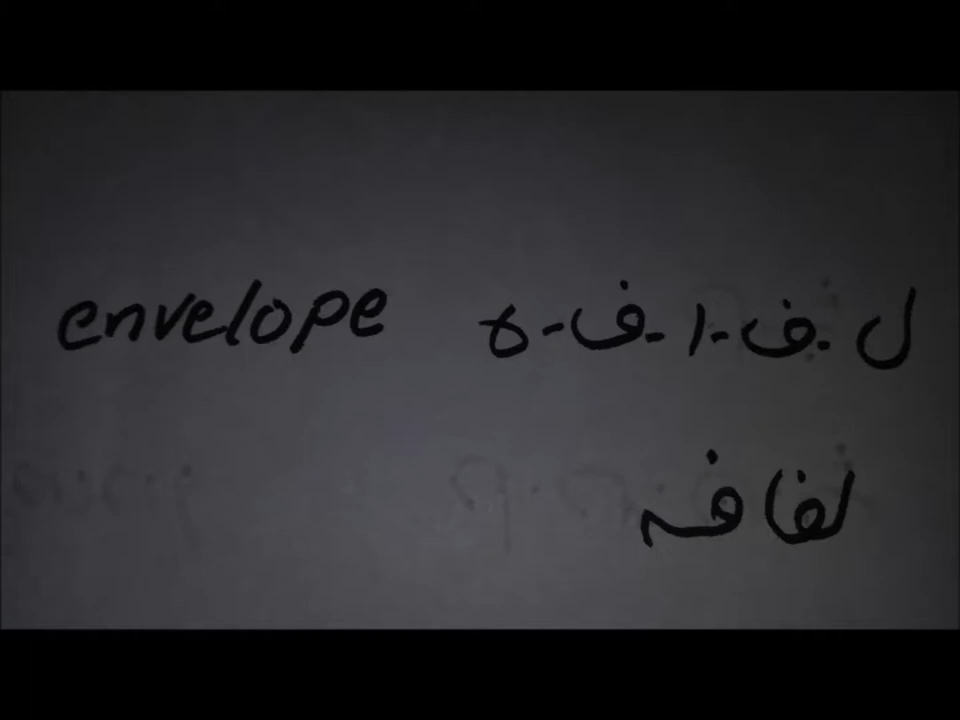 envelope ل - ف - ا - ف - ه
لفافه